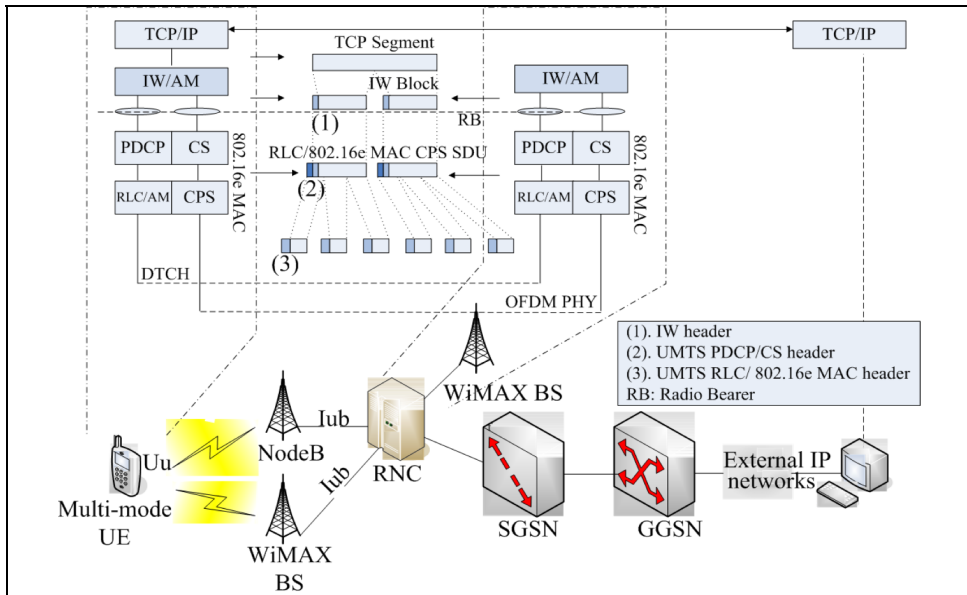 TCP/IP
TCP/IP
TCP Segment
IW/AM
IW Block
IW/AM
(1)
RB
PDCP
CS
802.16e MAC
RLC/802.16e MAC CPS SDU
PDCP
CS
802.16e MAC
RLC/AM
CPS
(2)
RLC/AM
CPS
(3)
DTCH
OFDM PHY
(1). IW header
(2). UMTS PDCP/CS header
(3). UMTS RLC/ 802.16e MAC header
RB: Radio Bearer
WiMAX BS
Iub
NodeB
RNC
Uu
Iub
External IP
networks
Multi-mode
UE
WiMAX
BS
SGSN
GGSN